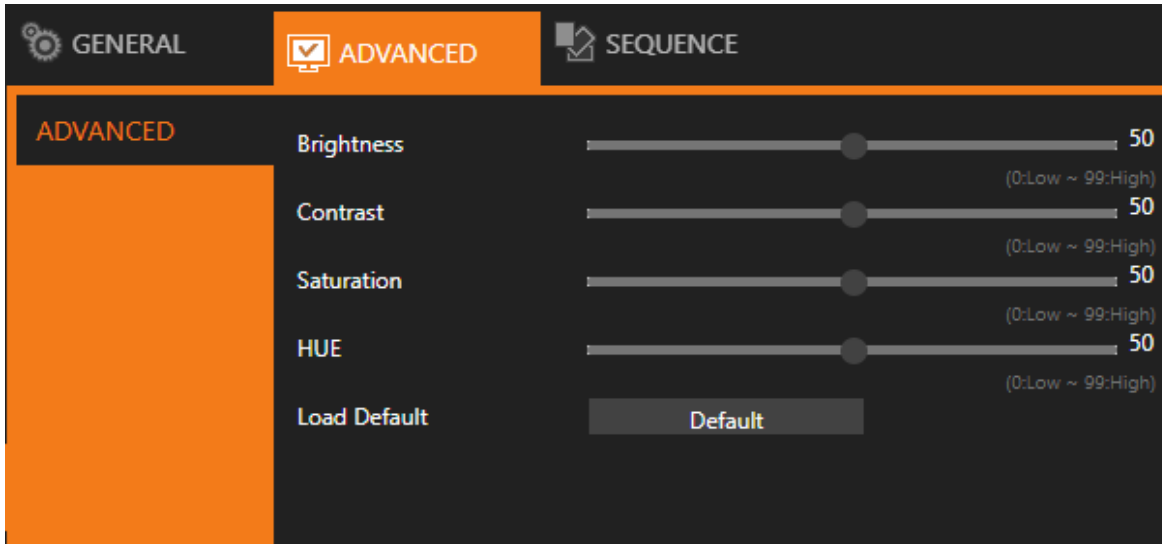 GENERAL ADVANCED SEQUENCE
ADVANCED
Brightness 50
(0:Low ~ 99:High)
Contrast 50
(0:Low ~ 99:High)
Saturation 50
(0:Low ~ 99:High)
HUE 50
(0:Low ~ 99:High)
Load Default Default